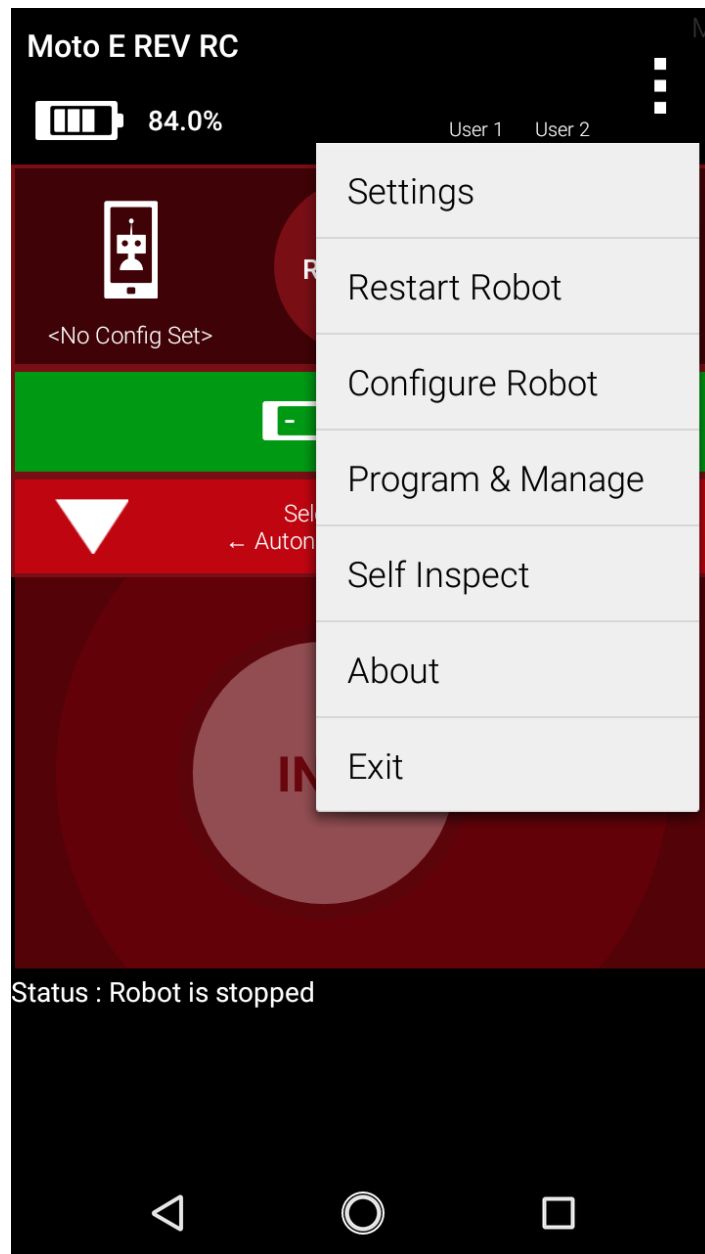 Moto E REV RC
84.0%
User 1 User 2
Settings
Restart Robot
<No Config Set>
Configure Robot
Program & Manage
Self Inspect
About
Exit
Status : Robot is stopped